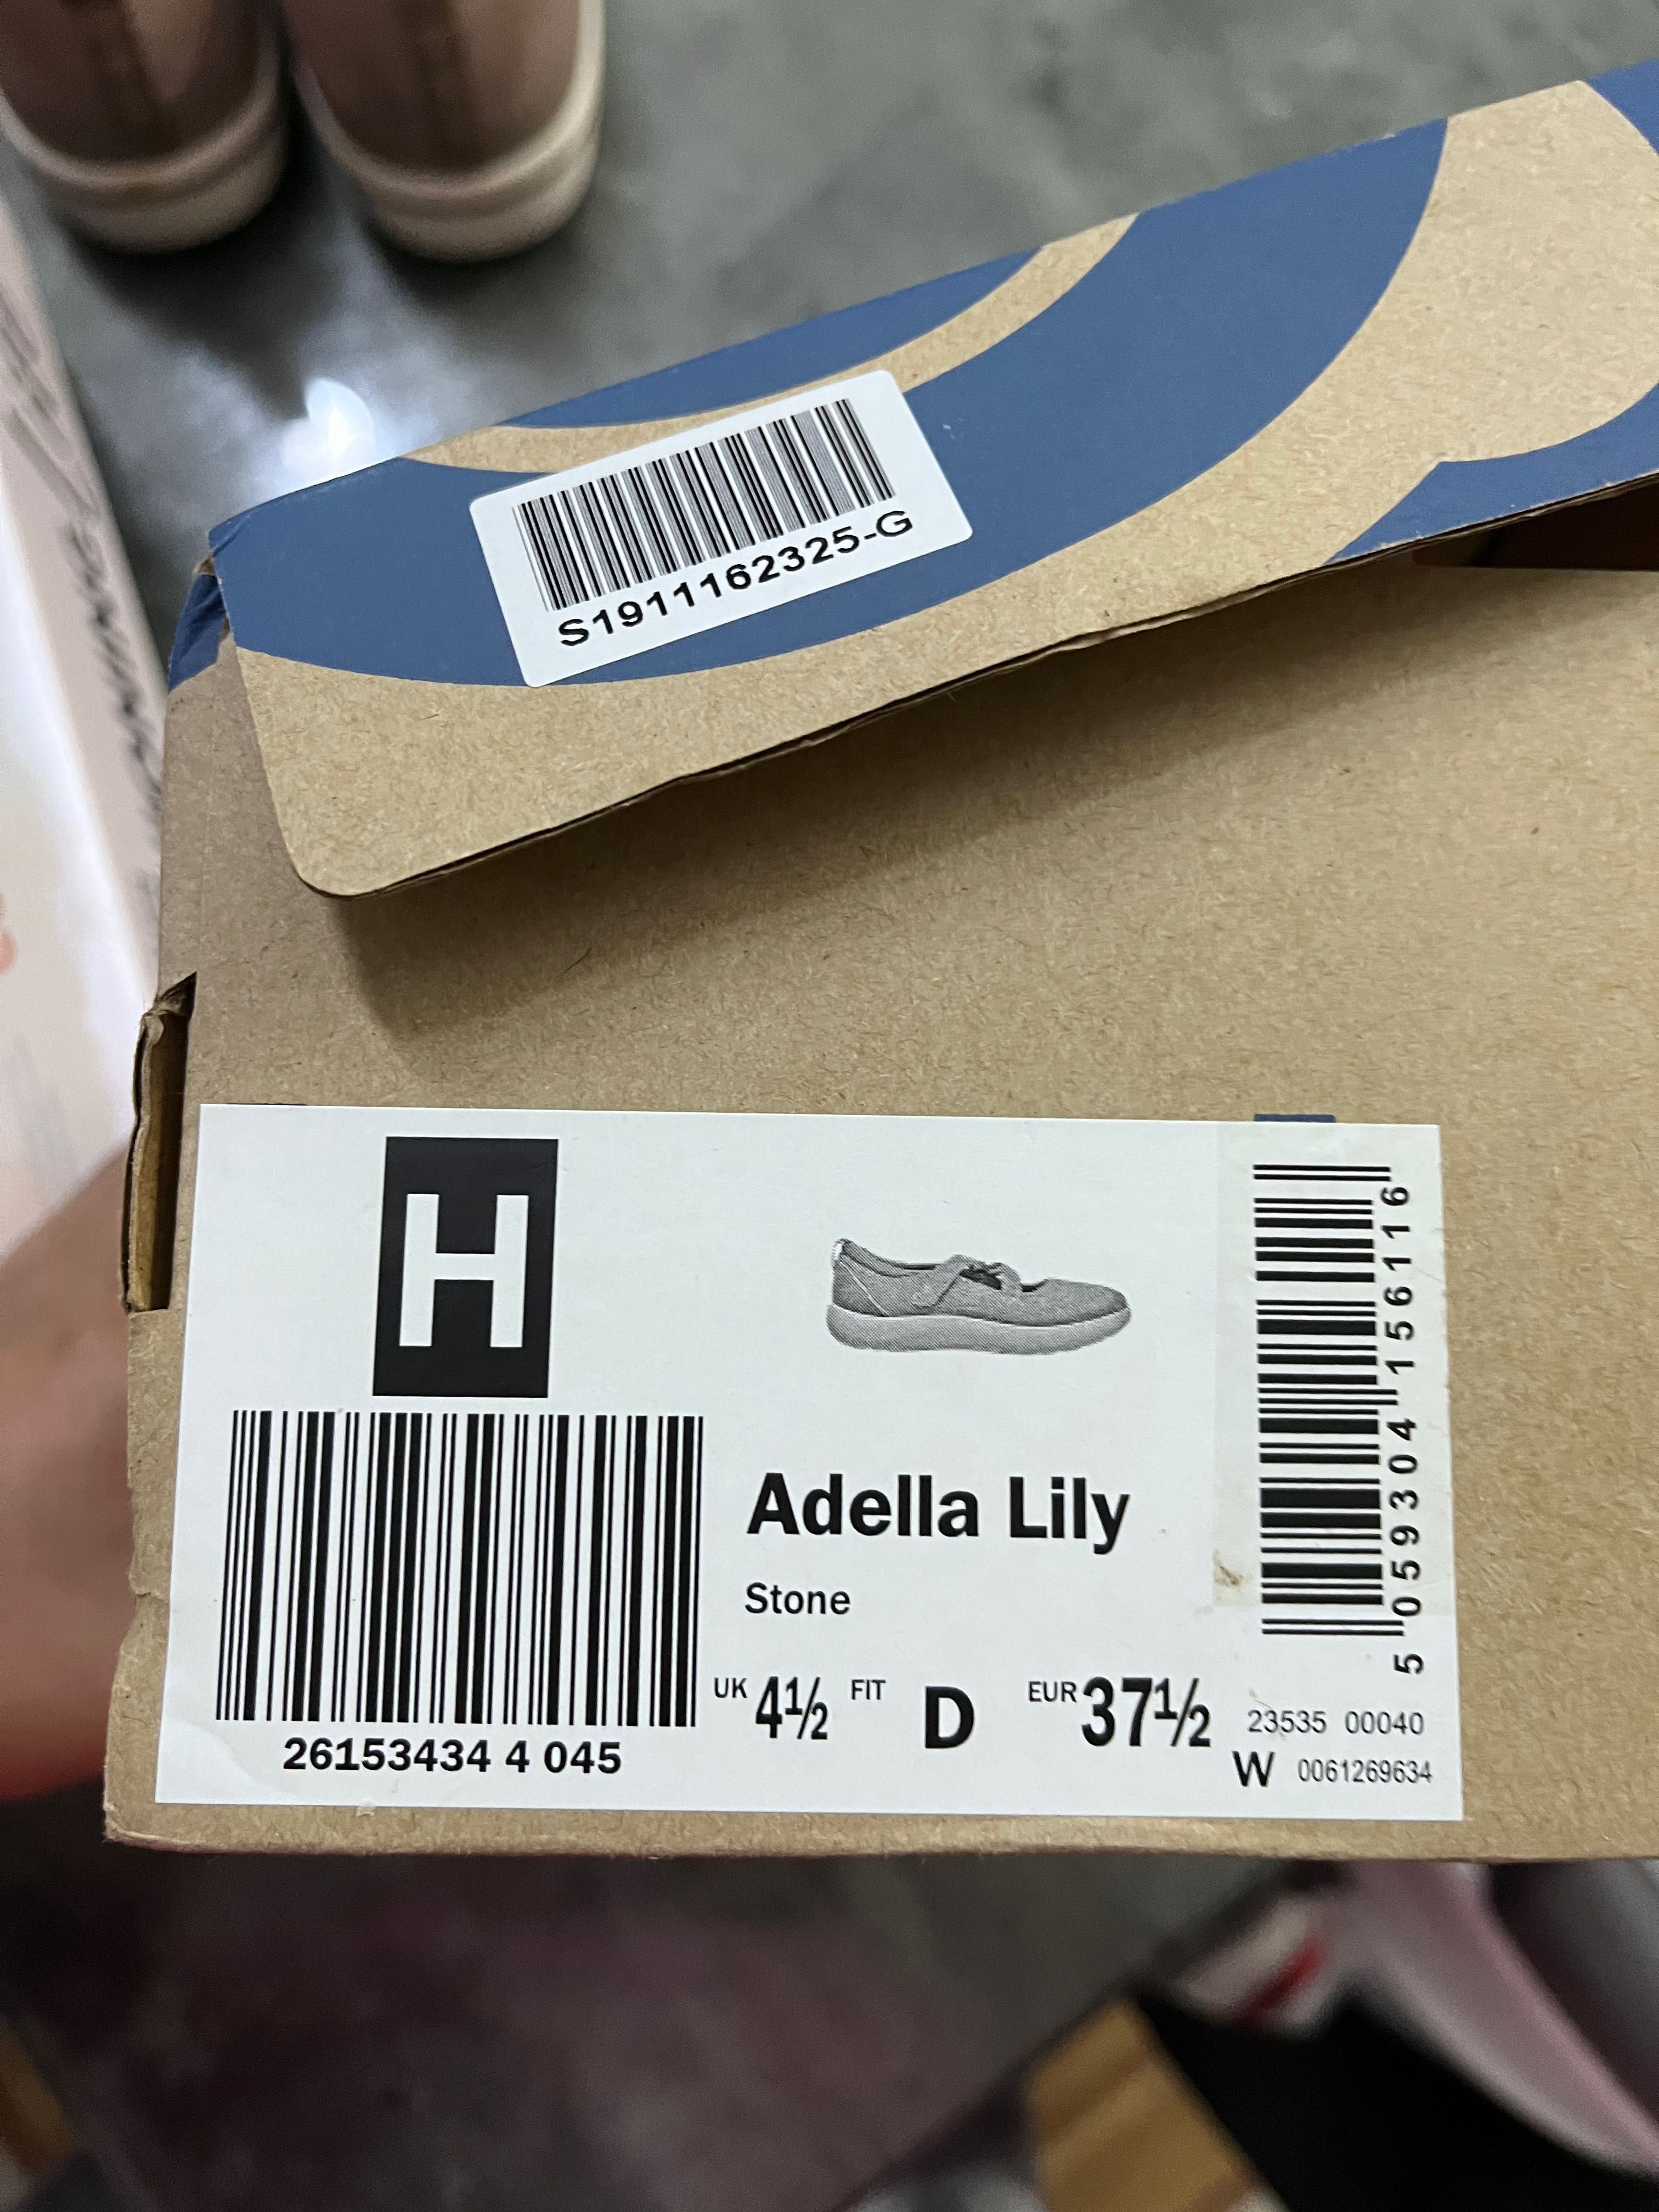 S1911162325-G
H
Adella Lily
Stone
UK 4½ FIT D EUR 37½
26153434 4 045
5 059304 156116
23535 00040
W 0061269634